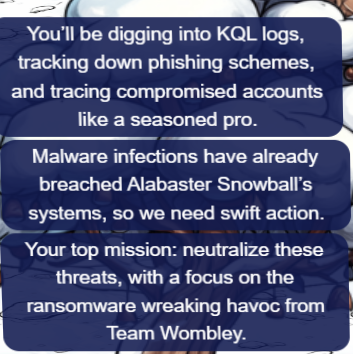 You'll be digging into KQL logs,
tracking down phishing schemes,
and tracing compromised accounts
like a seasoned pro.
Malware infections have already
breached Alabaster Snowball's
systems, so we need swift action.
Your top mission: neutralize these
threats, with a focus on the
ransomware wreaking havoc from
Team Wombley.